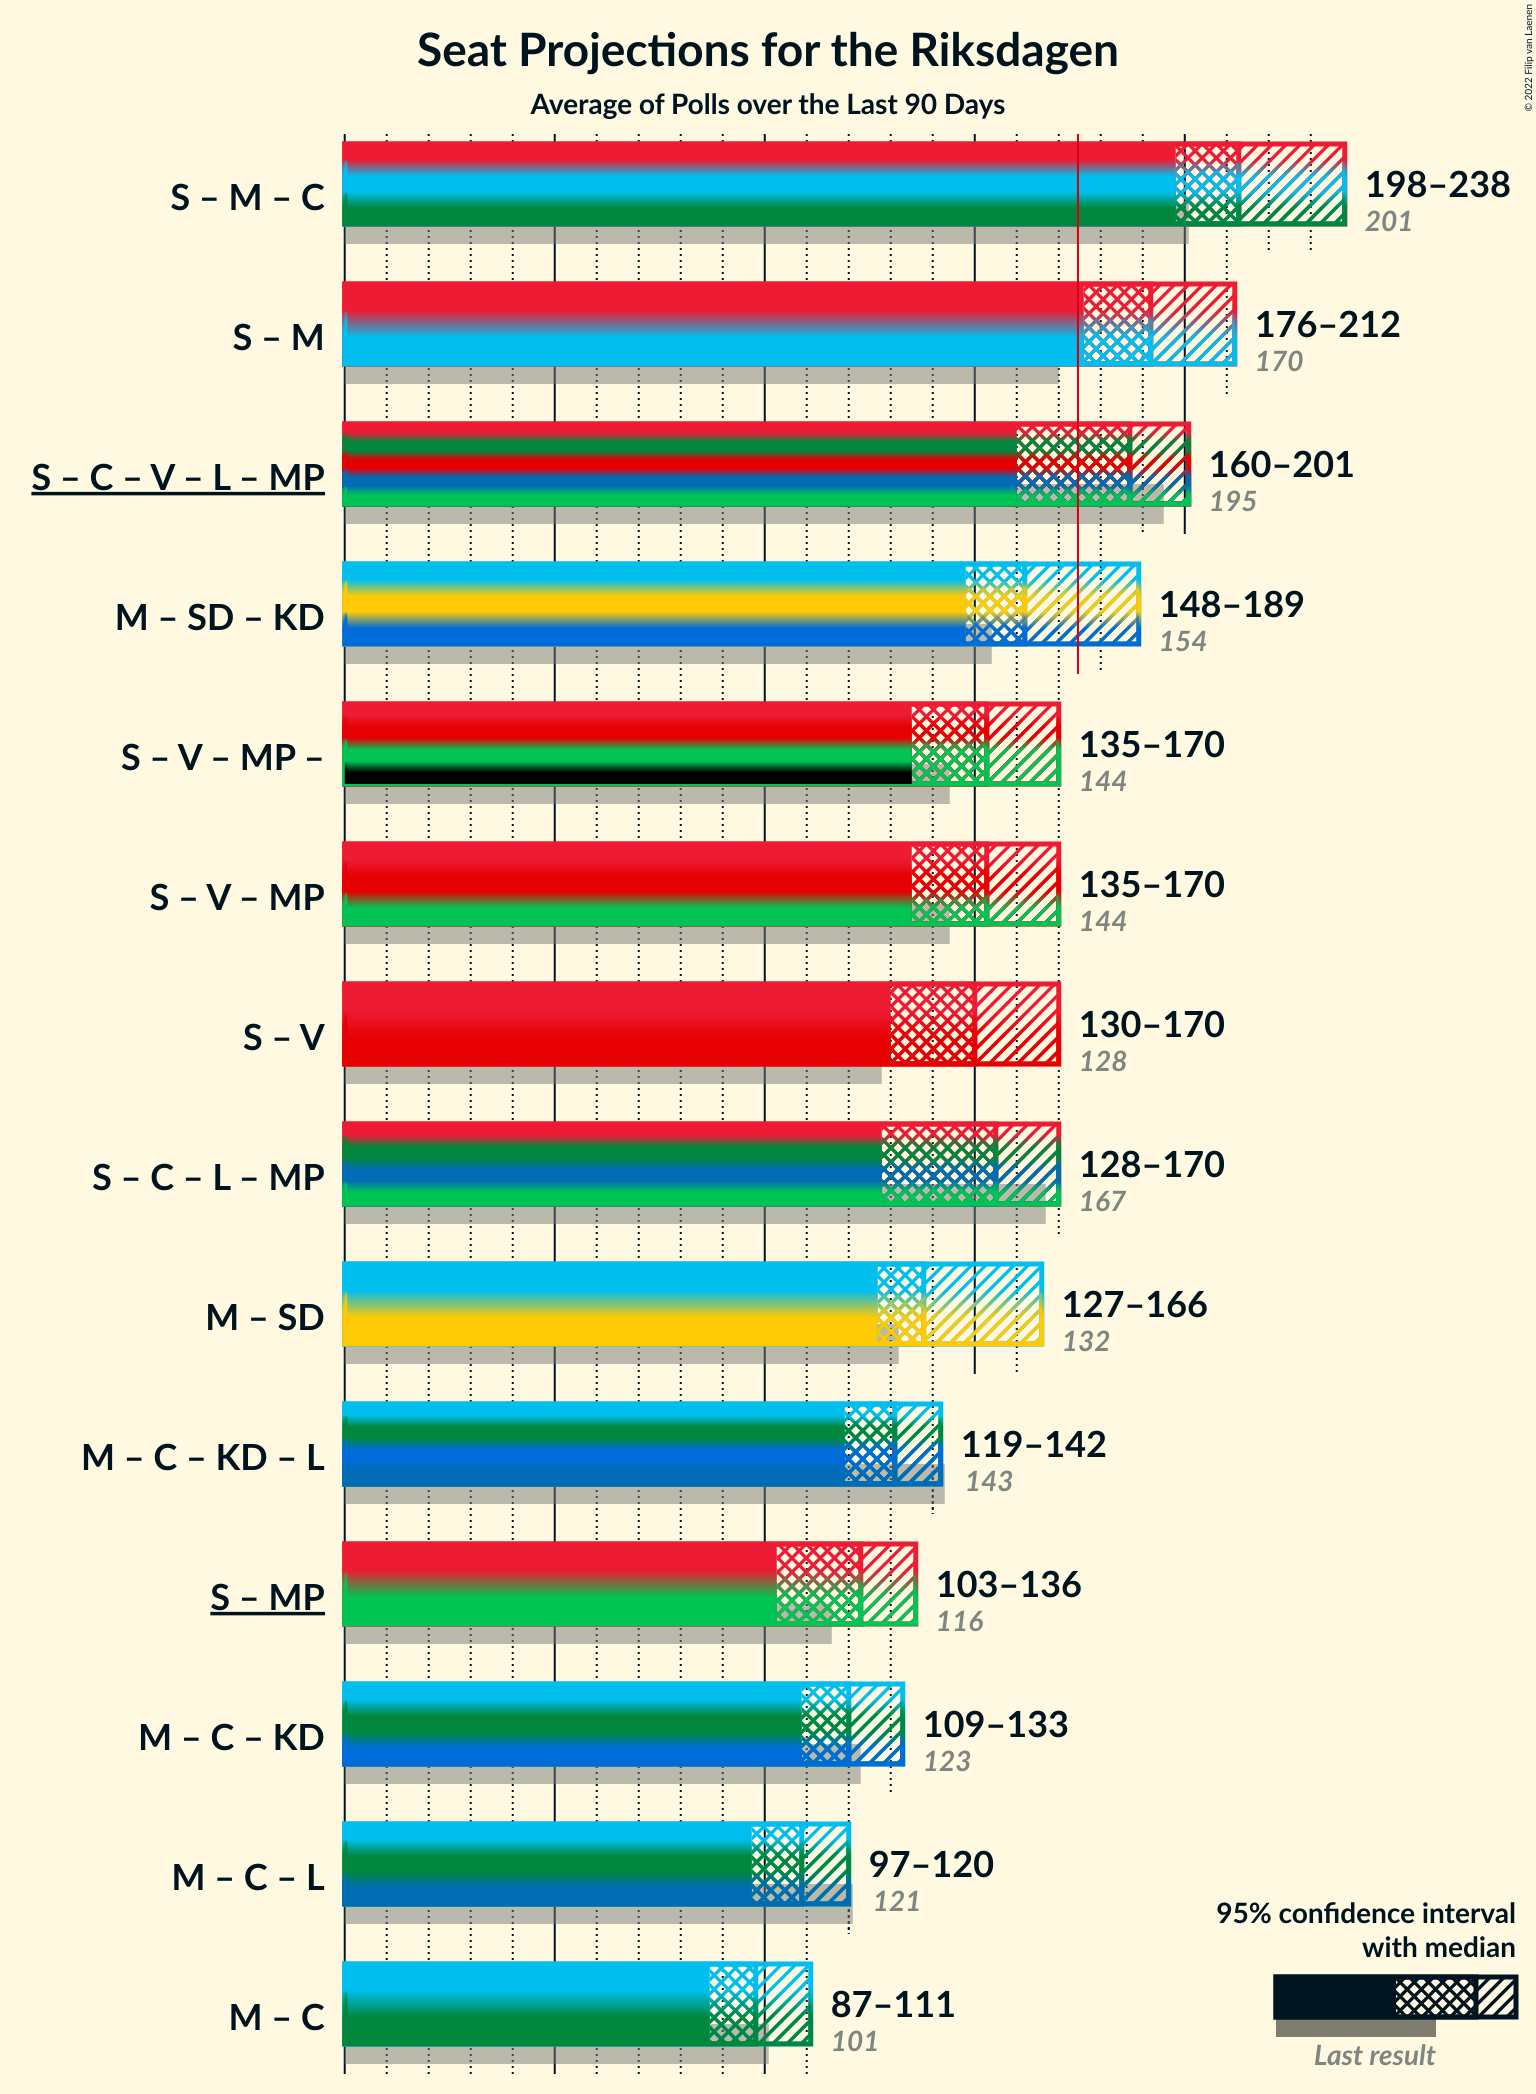 Seat Projections for the Riksdagen
Average of Polls over the Last 90 Days
© 2022 Filip van Laenen
S – M – C
198–238
201
S – M
176–212
170
S – C – V – L – MP
160–201
195
M – SD – KD
148–189
154
S – V – MP –
135–170
144
S – V – MP
135–170
144
S – V
130–170
128
S – C – L – MP
128–170
167
M – SD
127–166
132
M – C – KD – L
119–142
143
S – MP
103–136
116
M – C – KD
109–133
123
M – C – L
97–120
121
M – C
87–111
101
95% confidence interval
with median
Last result